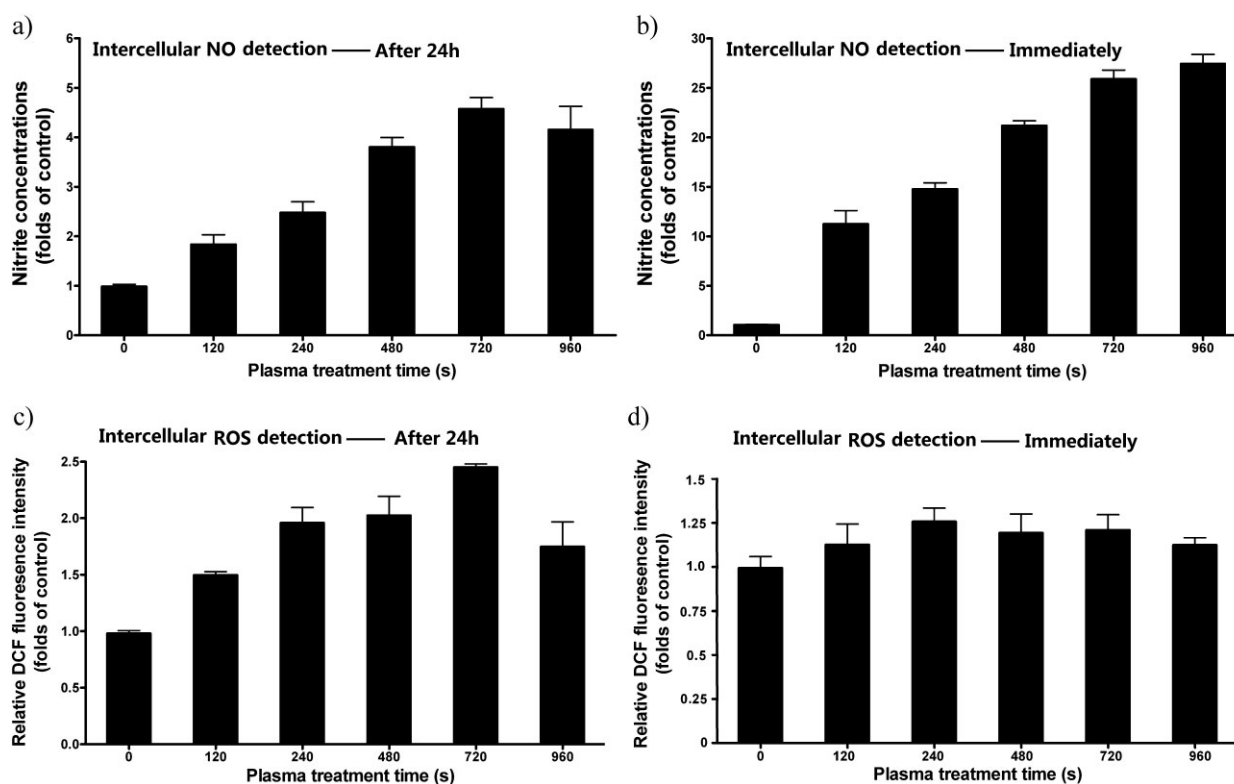 a)
Intercellular NO detection —— After 24h
Nitrite concentrations
(folds of control)
6
5
4
3
2
1
0
0 120 240 480 720 960
Plasma treatment time (s)
b)
Intercellular NO detection —— Immediately
Nitrite concentrations
(folds of control)
30
25
20
15
10
5
0
0 120 240 480 720 960
Plasma treatment time (s)
c)
Intercellular ROS detection —— After 24h
Relative DCF fluoresence intensity
(folds of control)
2.5
2.0
1.5
1.0
0.5
0.0
0 120 240 480 720 960
Plasma treatment time (s)
d)
Intercellular ROS detection —— Immediately
Relative DCF fluoresence intensity
(folds of control)
1.5
1.25
1.0
0.75
0.5
0.25
0
0 120 240 480 720 960
Plasma treatment time (s)